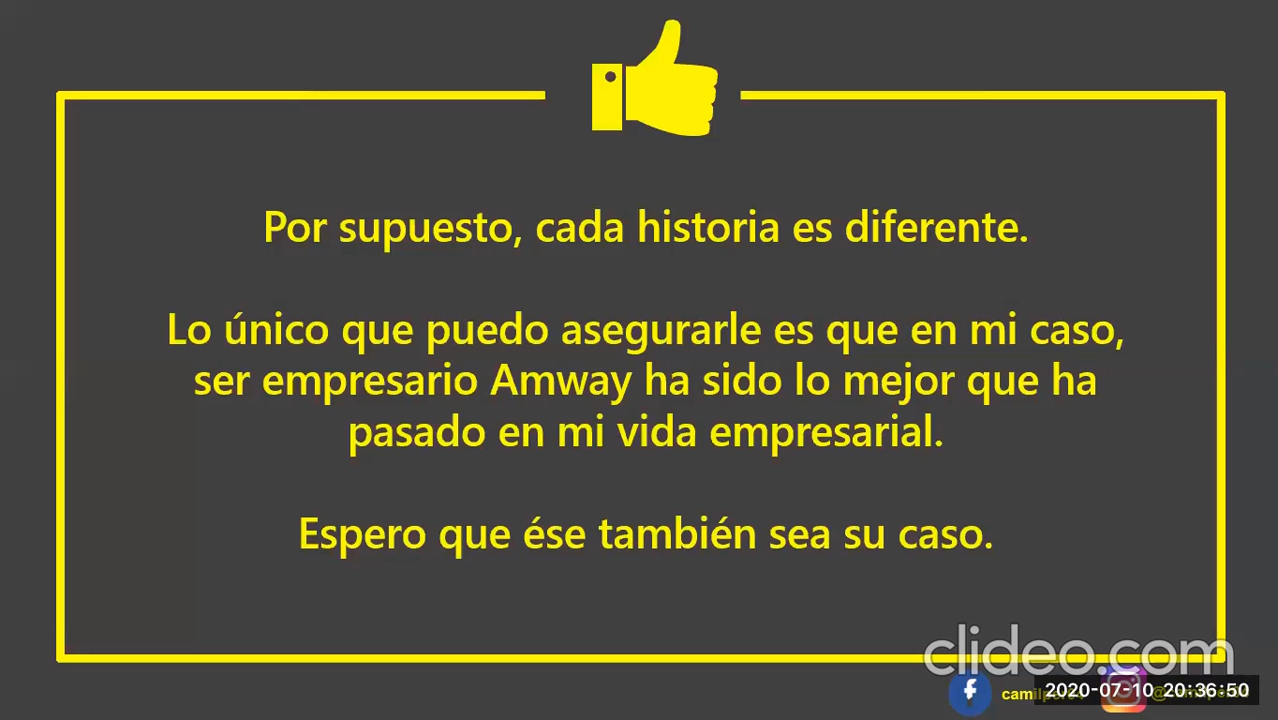 Por supuesto, cada historia es diferente.
Lo único que puedo asegurarle es que en mi caso,
ser empresario Amway ha sido lo mejor que ha
pasado en mi vida empresarial.
Espero que ése también sea su caso.
clideo.com
2020-07-10 20:36:50